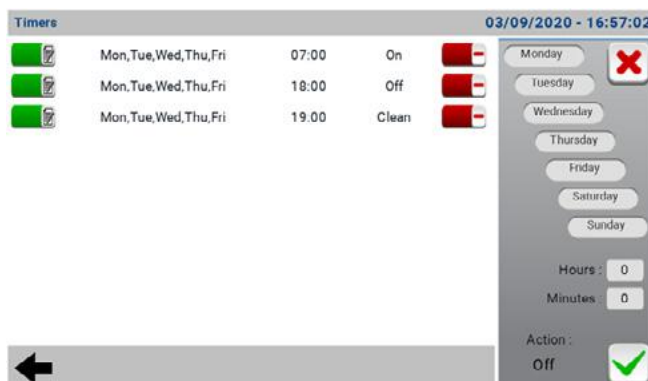 Timers 03/09/2020 - 16:57:02
Mon,Tue,Wed,Thu,Fri 07:00 On
Mon,Tue,Wed,Thu,Fri 18:00 Off
Mon,Tue,Wed,Thu,Fri 19.00 Clean
Monday
Tuesday
Wednesday
Thursday
Friday
Saturday
Sunday
Hours : 0
Minutes : 0
Action :
Off